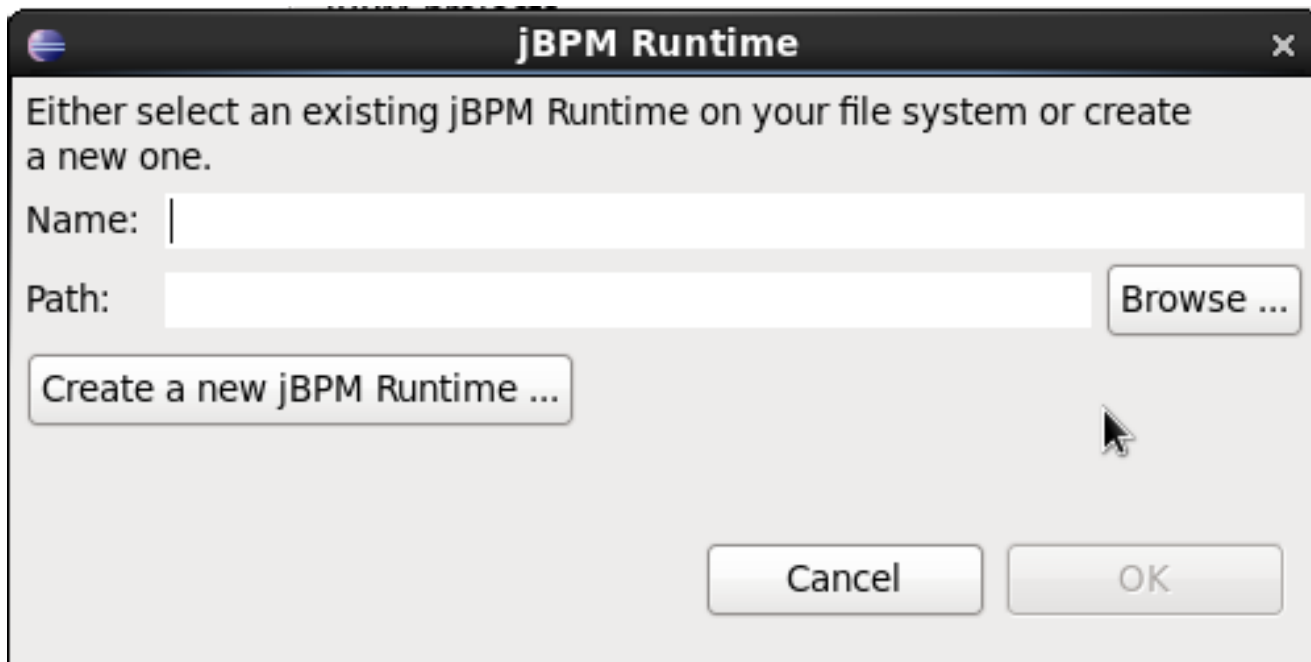 jBPM Runtime
Either select an existing jBPM Runtime on your file system or create
a new one.
Name:
Path:
Browse ...
Create a new jBPM Runtime ...
Cancel
OK